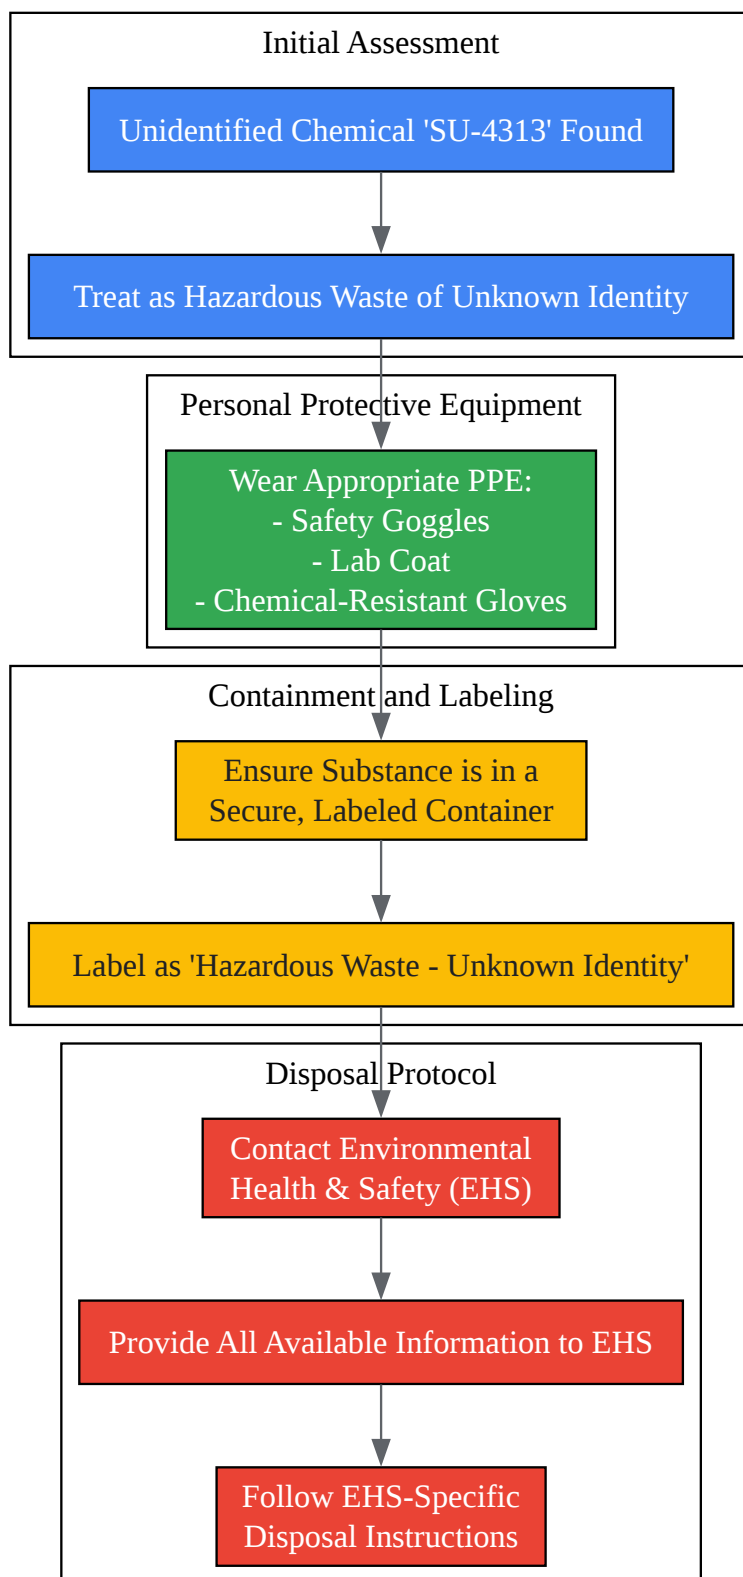 Initial Assessment
Unidentified Chemical 'SU-4313' Found
Treat as Hazardous Waste of Unknown Identity
Personal Protective Equipment
Wear Appropriate PPE:
- Safety Goggles
- Lab Coat
- Chemical-Resistant Gloves
Containment and Labeling
Ensure Substance is in a
Secure, Labeled Container
Label as 'Hazardous Waste - Unknown Identity'
Disposal Protocol
Contact Environmental
Health & Safety (EHS)
Provide All Available Information to EHS
Follow EHS-Specific
Disposal Instructions